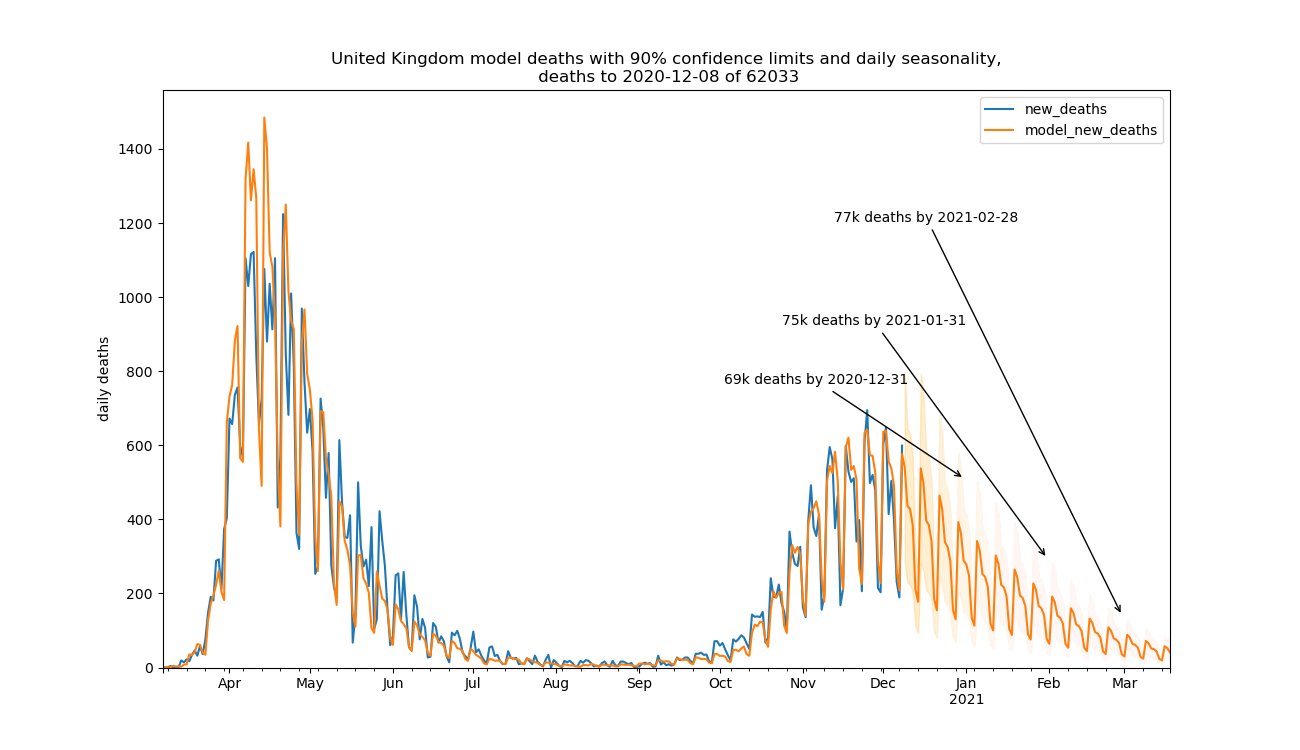 United Kingdom model deaths with 90% confidence limits and daily seasonality,
deaths to 2020-12-08 of 62033
new_deaths
model_new_deaths
1400
1200
1000
800
600
400
200
0
daily deaths
77k deaths by 2021-02-28
75k deaths by 2021-01-31
69k deaths by 2020-12-31
Apr May Jun Jul Aug Sep Oct Nov Dec Jan Feb Mar
2021